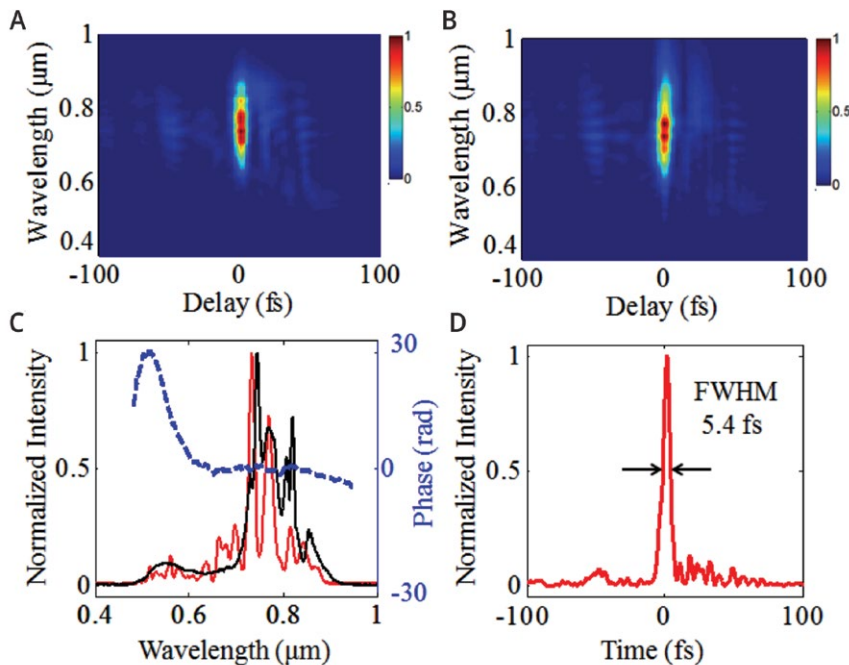 A
Wavelength (μm)
1
0.8
0.6
0.4
-100
0
100
Delay (fs)
1
0.5
0
B
Wavelength (μm)
1
0.8
0.6
0.4
-100
0
100
Delay (fs)
1
0.5
0
C
Normalized Intensity
1
0.5
0
0.4
0.6
0.8
1
Wavelength (μm)
30
0
-30
Phase (rad)
D
Normalized Intensity
1
0.5
0
-100
0
100
Time (fs)
FWHM
5.4 fs